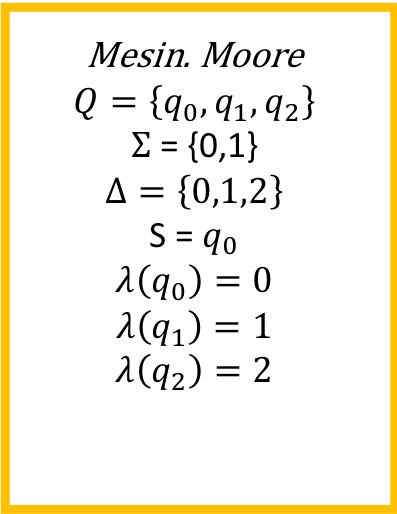 Mesin. Moore
Q = {q₀, q₁, q₂}
Σ = {0,1}
Δ = {0,1,2}
S = q₀
λ(q₀) = 0
λ(q₁) = 1
λ(q₂) = 2